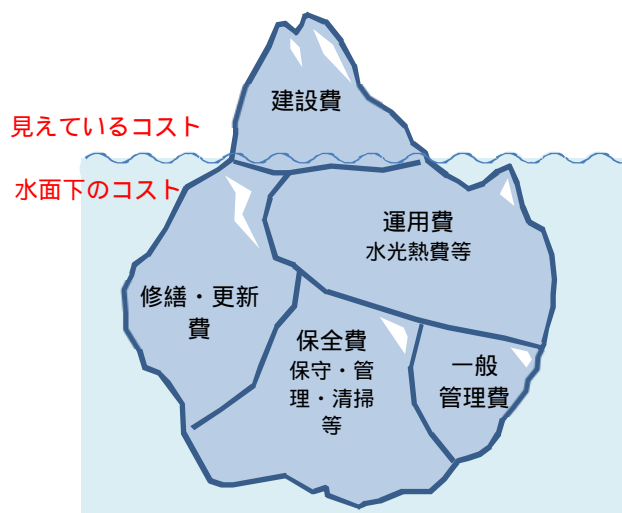 建設費
見えているコスト
水面下のコスト
運用費
水光熱費等
修繕・更新
費
保全費
保守・管
理・清掃
等
一般
管理費